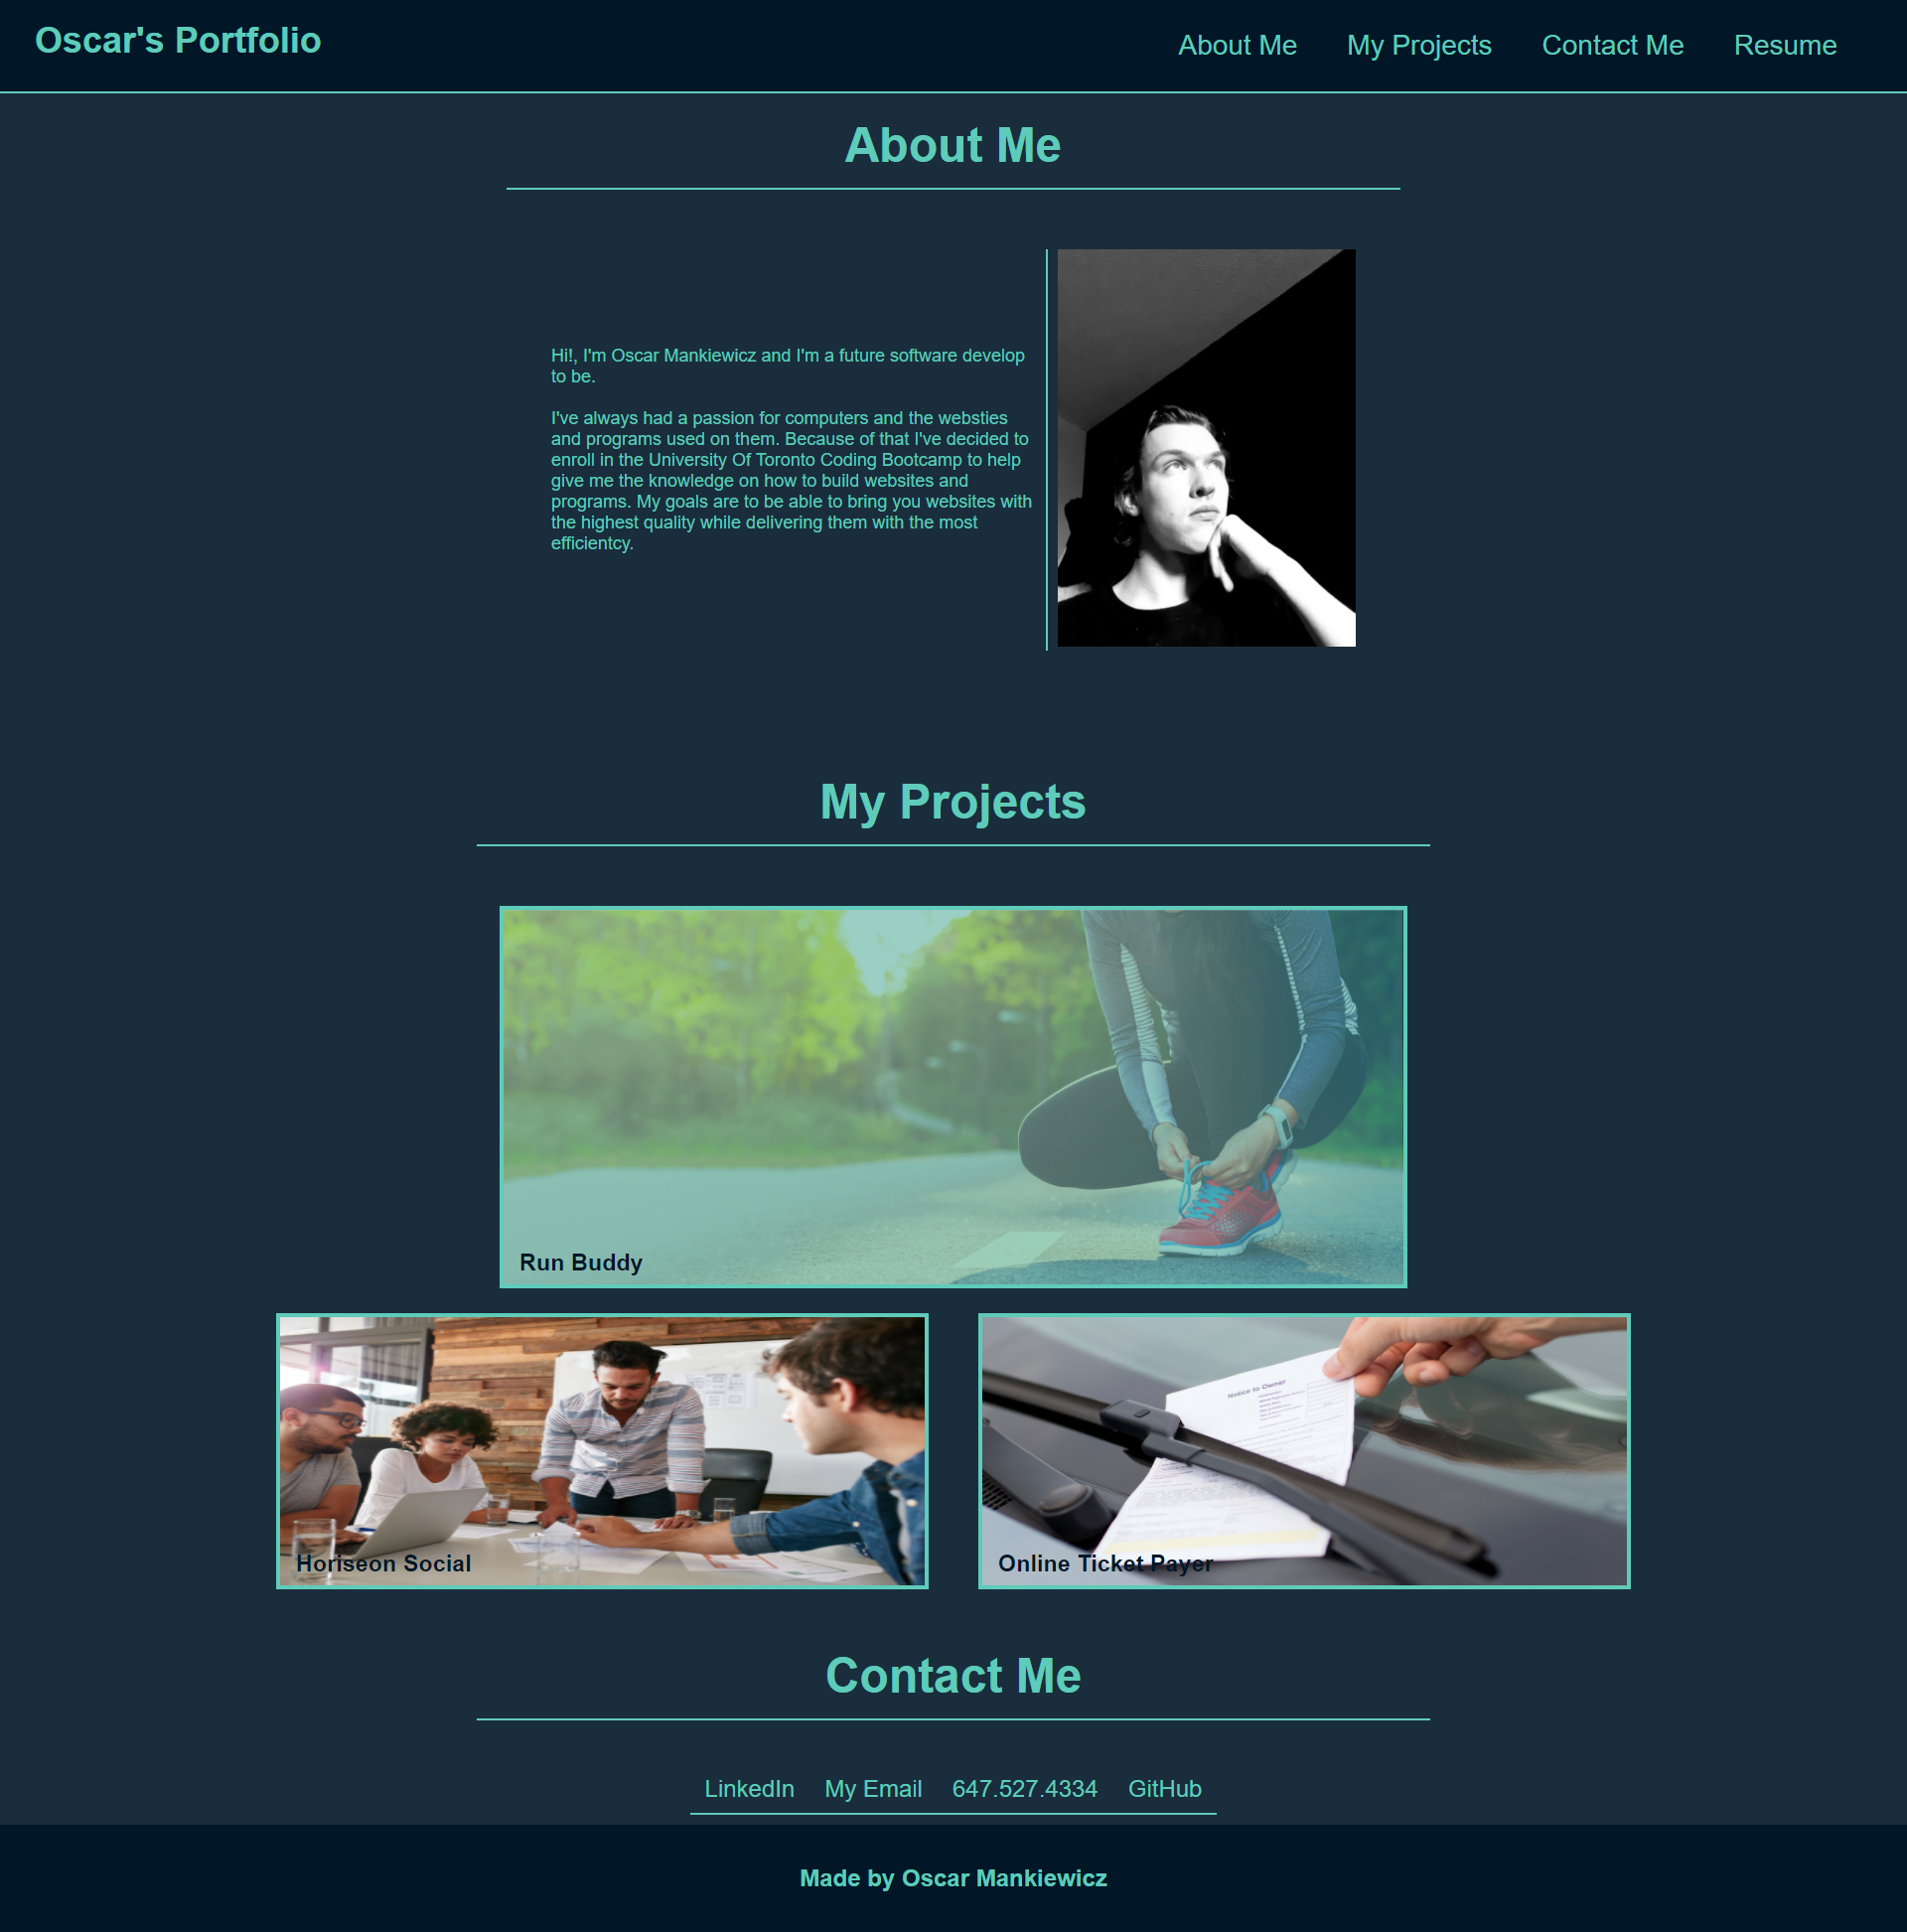 Oscar's Portfolio
About Me
My Projects
Contact Me
Resume
About Me
Hi!, I'm Oscar Mankiewicz and I'm a future software develop
to be.
I've always had a passion for computers and the websties
and programs used on them. Because of that I've decided to
enroll in the University Of Toronto Coding Bootcamp to help
give me the knowledge on how to build websites and
programs. My goals are to be able to bring you websites with
the highest quality while delivering them with the most
efficientcy.
My Projects
Run Buddy
Notice to Owner
Horiseon Social
Online Ticket Payer
Contact Me
LinkedIn
My Email
647.527.4334
GitHub
Made by Oscar Mankiewicz